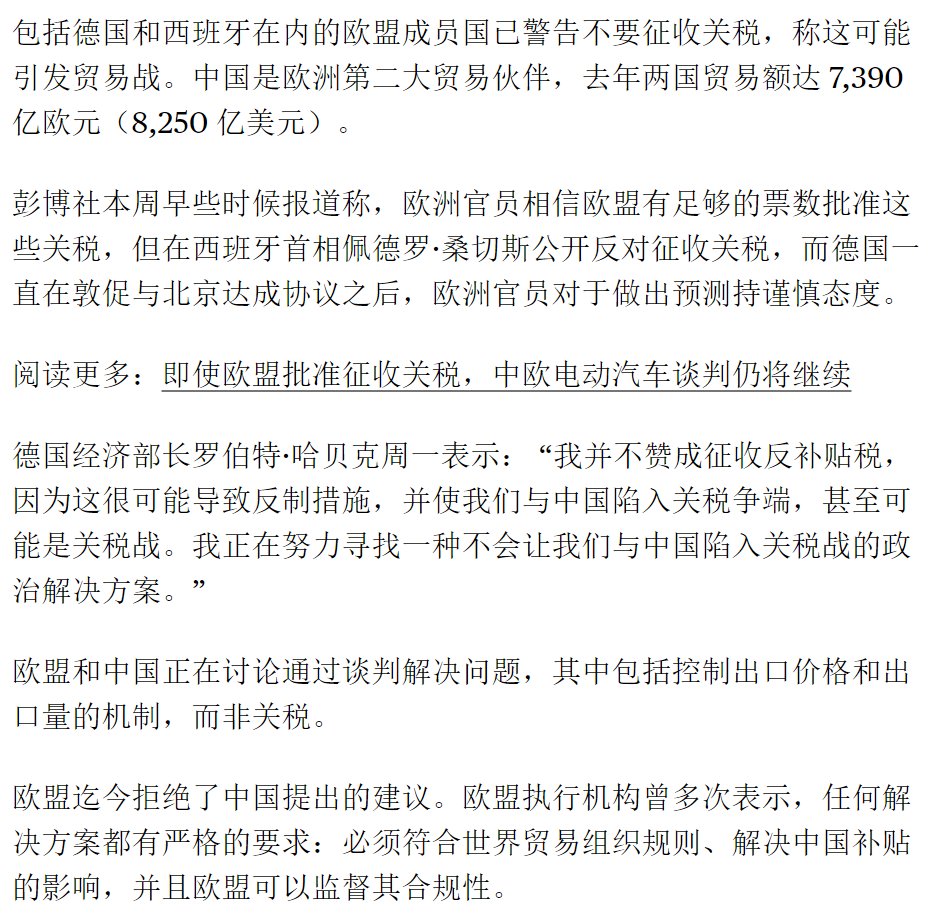 包括德国和西班牙在内的欧盟成员国已警告不要征收关税，称这可能
引发贸易战。中国是欧洲第二大贸易伙伴，去年两国贸易额达 7,390
亿欧元（8,250 亿美元）。
彭博社本周早些时候报道称，欧洲官员相信欧盟有足够的票数批准这
些关税，但在西班牙首相佩德罗·桑切斯公开反对征收关税，而德国一
直在敦促与北京达成协议之后，欧洲官员对于做出预测持谨慎态度。
阅读更多：即使欧盟批准征收关税，中欧电动汽车谈判仍将继续
德国经济部长罗伯特·哈贝克周一表示：“我并不赞成征收反补贴税，
因为这很可能导致反制措施，并使我们与中国陷入关税争端，甚至可
能是关税战。我正在努力寻找一种不会让我们与中国陷入关税战的政
治解决方案。”
欧盟和中国正在讨论通过谈判解决问题，其中包括控制出口价格和出
口量的机制，而非关税。
欧盟迄今拒绝了中国提出的建议。欧盟执行机构曾多次表示，任何解
决方案都有严格的要求：必须符合世界贸易组织规则、解决中国补贴
的影响，并且欧盟可以监督其合规性。